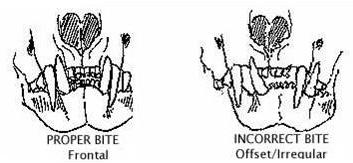 PROPER BITE
Frontal
INCORRECT BITE
Offset/Irregular